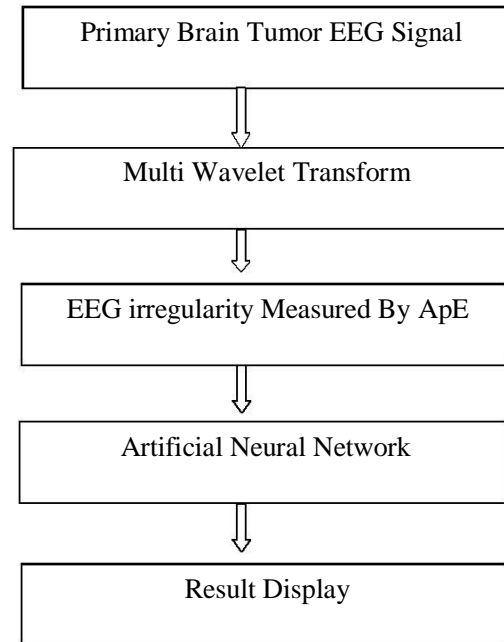 Primary Brain Tumor EEG Signal
Multi Wavelet Transform
EEG irregularity Measured By ApE
Artificial Neural Network
Result Display